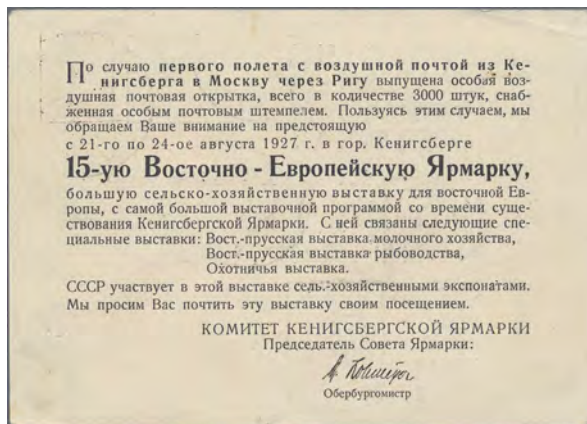 По случаю первого полета с воздушной почтой из Ке-
нигсберга в Москву через Ригу выпущена особая воз-
душная почтовая открытка, всего в количестве 3000 штук, снаб-
женная особым почтовым штемпелем. Пользуясь этим случаем, мы
обращаем Ваше внимание на предстоящую
с 21-го по 24-ое августа 1927 г. в гор. Кенигсберге
15-ую Восточно - Европейскую Ярмарку,
большую сельско-хозяйственную выставку для восточной Ев-
ропы, с самой большой выставочной программой со времени суще-
ствования Кенигсбергской Ярмарки. С ней связаны следующие спе-
циальные выставки: Вост.-прусская выставка молочного хозяйства,
Вост.-прусская выставка рыбоводства,
Охотничья выставка.
СССР участвует в этой выставке сель.-хозяйственными экспонатами.
Мы просим Вас почтить эту выставку своим посещением.
КОМИТЕТ КЕНИГСБЕРГСКОЙ ЯРМАРКИ
Председатель Совета Ярмарки:
Обербургомистр